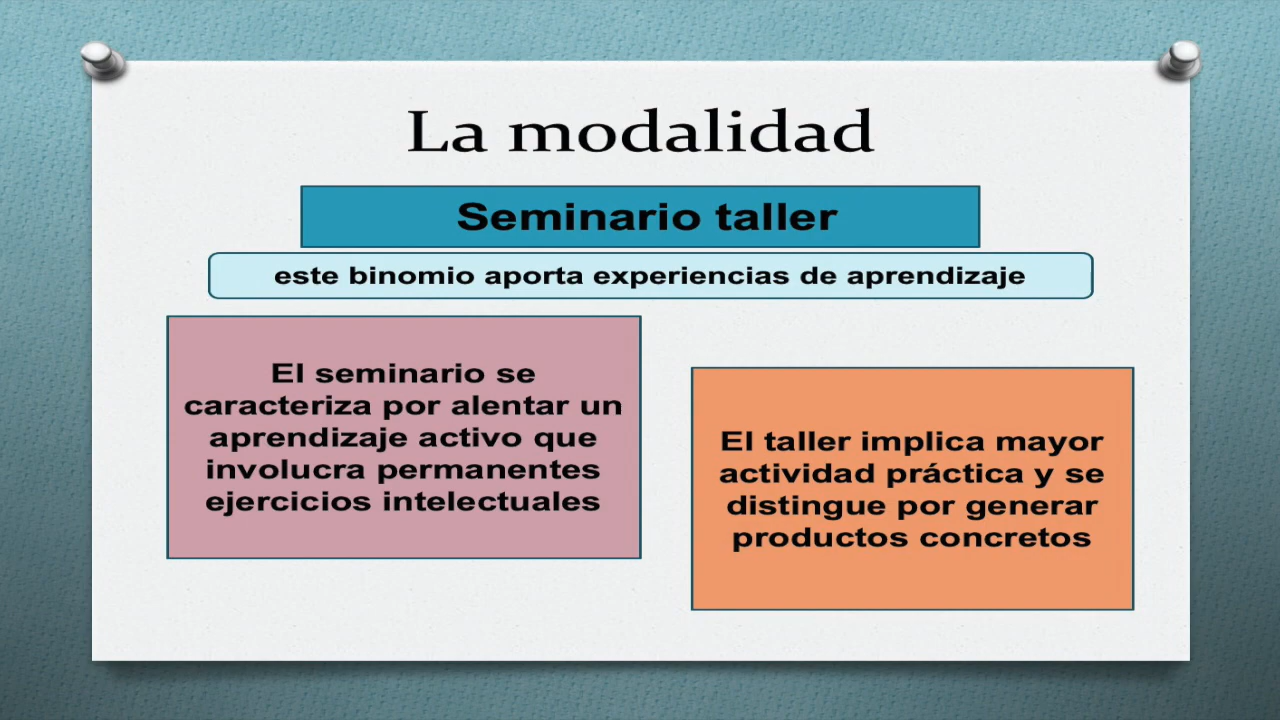 La modalidad
Seminario taller
este binomio aporta experiencias de aprendizaje
El seminario se
caracteriza por alentar un
aprendizaje activo que
involucra permanentes
ejercicios intelectuales
El taller implica mayor
actividad práctica y se
distingue por generar
productos concretos